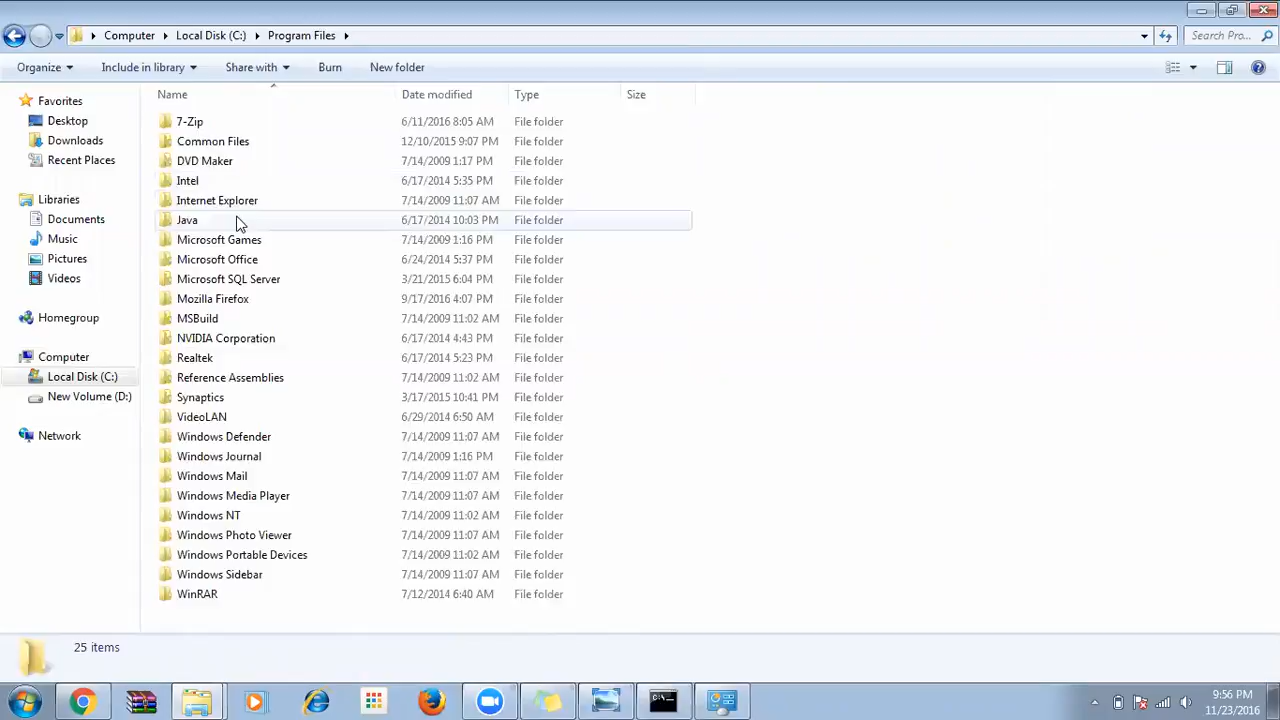 Computer Local Disk (C:) Program Files Search Pro...
Organize Include in library Share with Burn New folder
Name Date modified Type Size
Favorites
Desktop
Downloads
Recent Places
Libraries
Documents
Music
Pictures
Videos
Homegroup
Computer
Local Disk (C:)
New Volume (D:)
Network
7-Zip 6/11/2016 8:05 AM File folder
Common Files 12/10/2015 9:07 PM File folder
DVD Maker 7/14/2009 1:17 PM File folder
Intel 6/17/2014 5:35 PM File folder
Internet Explorer 7/14/2009 11:07 AM File folder
Java 6/17/2014 10:03 PM File folder
Microsoft Games 7/14/2009 1:16 PM File folder
Microsoft Office 6/24/2014 5:37 PM File folder
Microsoft SQL Server 3/21/2015 6:04 PM File folder
Mozilla Firefox 9/17/2016 4:07 PM File folder
MSBuild 7/14/2009 11:02 AM File folder
NVIDIA Corporation 6/17/2014 4:43 PM File folder
Realtek 6/17/2014 5:23 PM File folder
Reference Assemblies 7/14/2009 11:02 AM File folder
Synaptics 3/17/2015 10:41 PM File folder
VideoLAN 6/29/2014 6:50 AM File folder
Windows Defender 7/14/2009 11:07 AM File folder
Windows Journal 7/14/2009 1:16 PM File folder
Windows Mail 7/14/2009 11:07 AM File folder
Windows Media Player 7/14/2009 11:07 AM File folder
Windows NT 7/14/2009 11:02 AM File folder
Windows Photo Viewer 7/14/2009 11:07 AM File folder
Windows Portable Devices 7/14/2009 11:02 AM File folder
Windows Sidebar 7/14/2009 11:07 AM File folder
WinRAR 7/12/2014 6:40 AM File folder
25 items
9:56 PM
11/23/2016